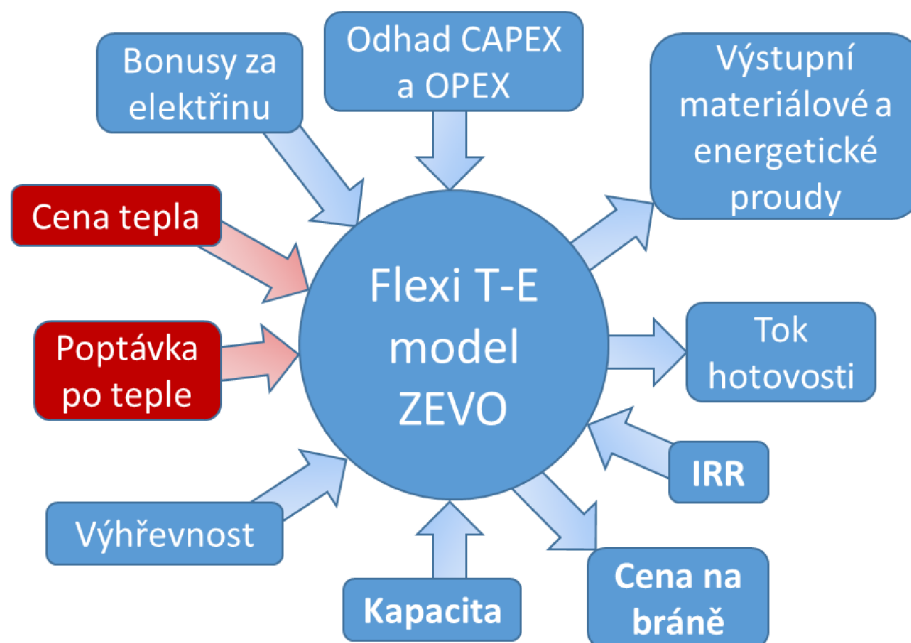 Odhad CAPEX
a OPEX
Bonusy za
elektřinu
Výstupní
materiálové a
energetické
proudy
Cena tepla
Flexi T-E
model
ZEVO
Poptávka
po teple
Tok
hotovosti
IRR
Výhřevnost
Kapacita
Cena na
bráně